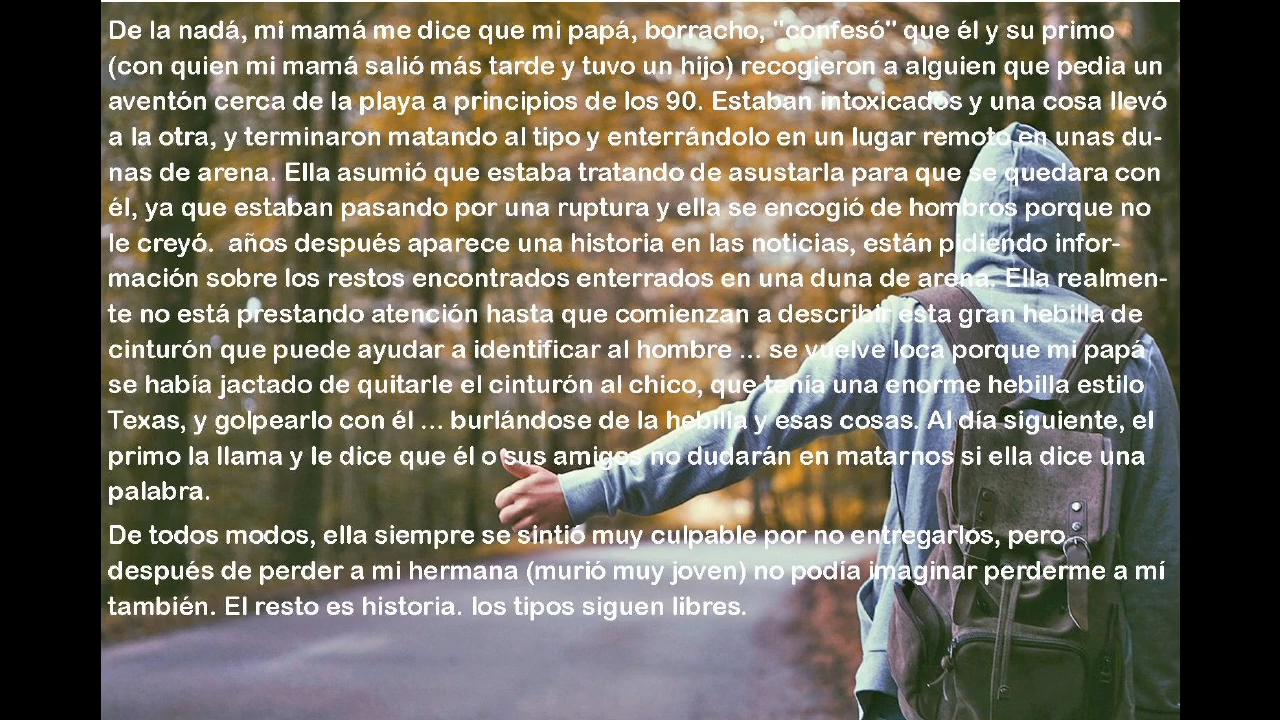 De la nadá, mi mamá me dice que mi papá, borracho, "confesó" que él y su primo
(con quien mi mamá salió más tarde y tuvo un hijo) recogieron a alguien que pedia un
aventón cerca de la playa a principios de los 90. Estaban intoxicados y una cosa llevó
a la otra, y terminaron matando al tipo y enterrándolo en un lugar remoto en unas du-
nas de arena. Ella asumió que estaba tratando de asustarla para que se quedara con
él, ya que estaban pasando por una ruptura y ella se encogió de hombros porque no
le creyó.  años después aparece una historia en las noticias, están pidiendo infor-
mación sobre los restos encontrados enterrados en una duna de arena. Ella realmen-
te no está prestando atención hasta que comienzan a describir esta gran hebilla de
cinturón que puede ayudar a identificar al hombre ... se vuelve loca porque mi papá
se había jactado de quitarle el cinturón al chico, que tenía una enorme hebilla estilo
Texas, y golpearlo con él ... burlándose de la hebilla y esas cosas. Al día siguiente, el
primo la llama y le dice que él o sus amigos no dudarán en matarnos si ella dice una
palabra.
De todos modos, ella siempre se sintió muy culpable por no entregarlos, pero
después de perder a mi hermana (murió muy joven) no podía imaginar perderme a mí
también. El resto es historia. los tipos siguen libres.